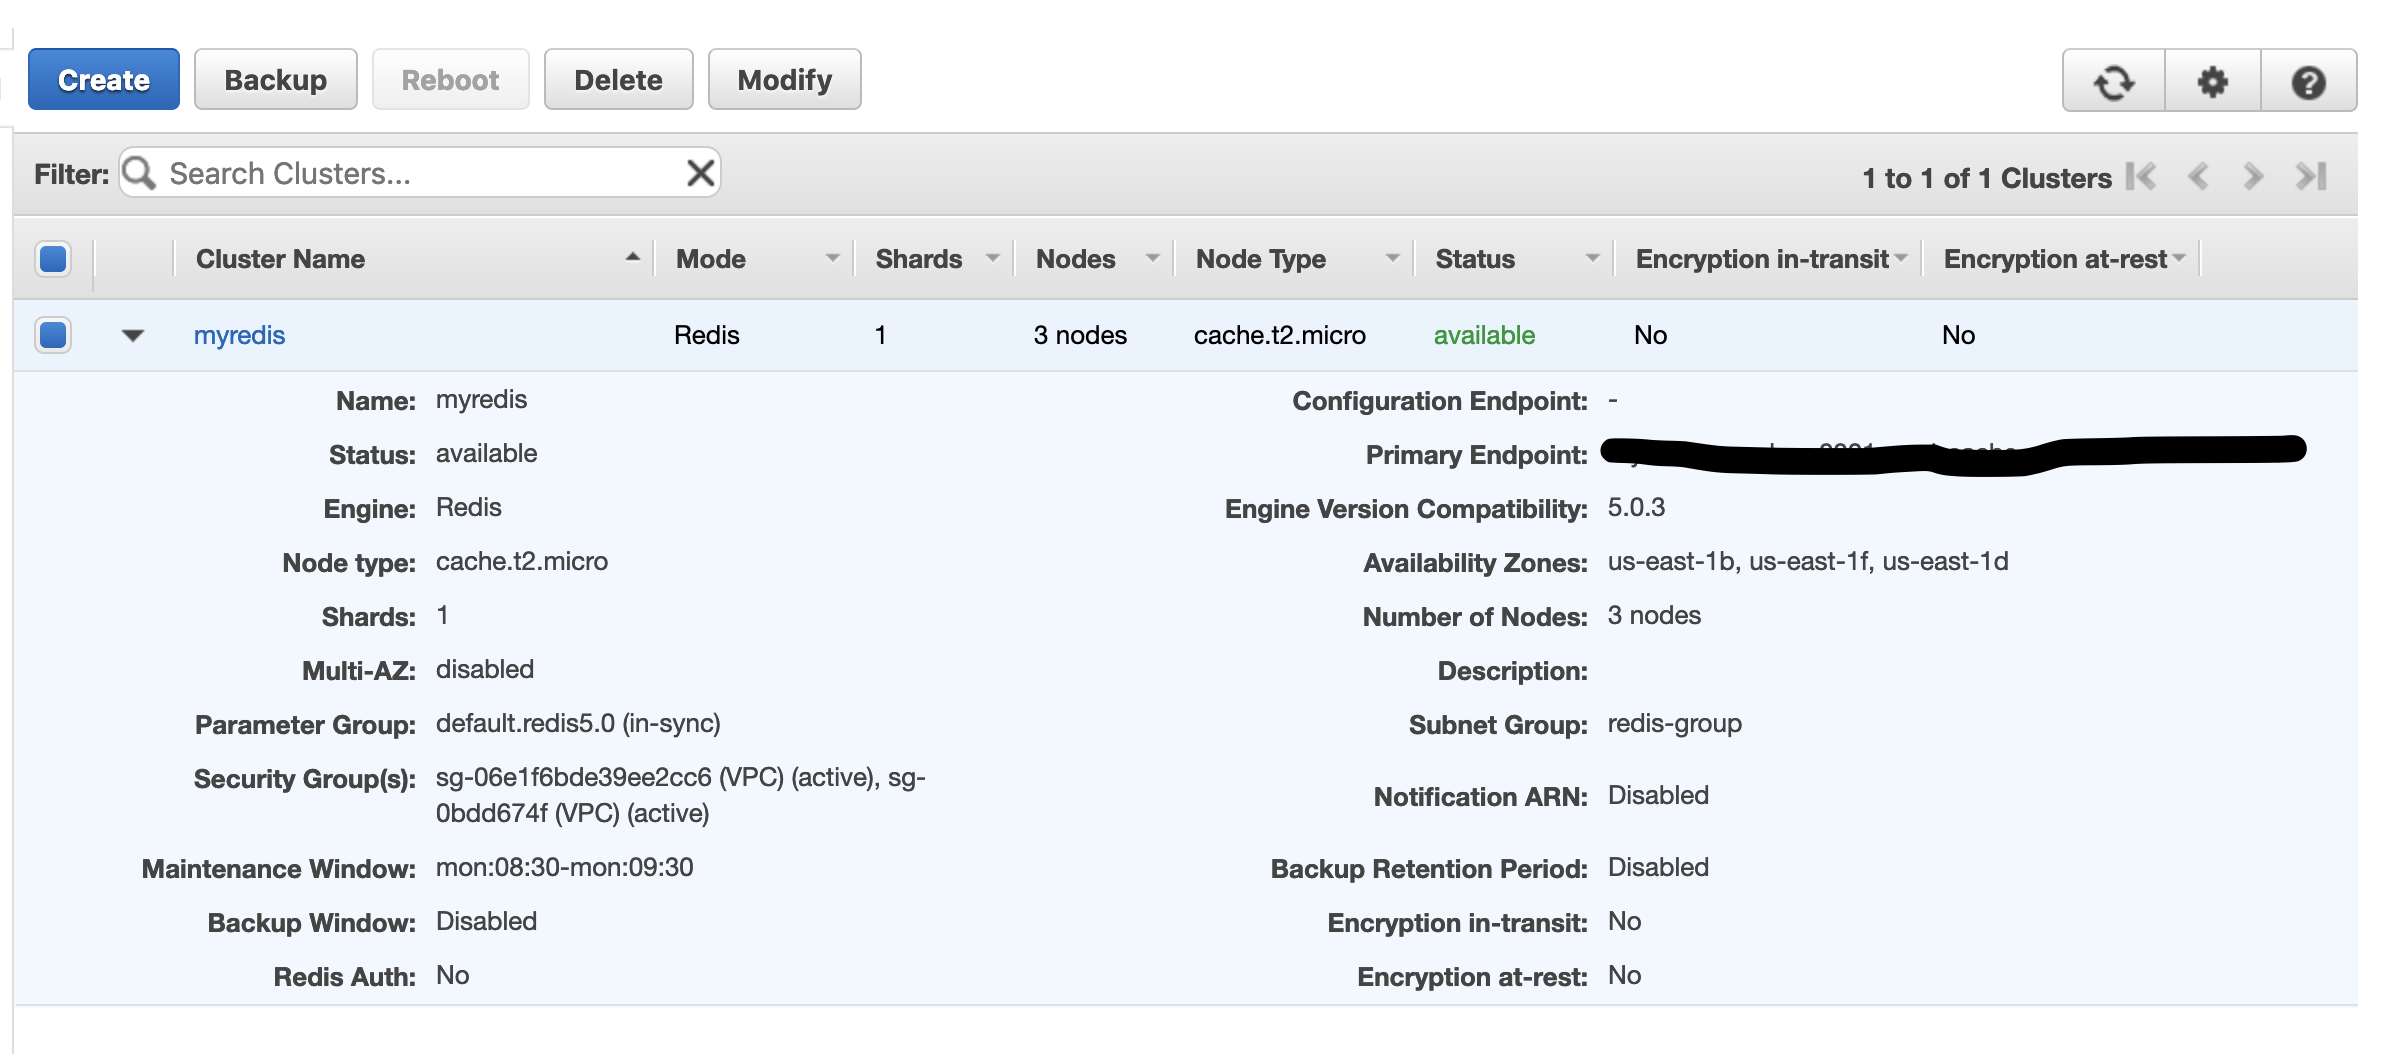 Create Backup Reboot Delete Modify
Filter: Search Clusters... 1 to 1 of 1 Clusters
Cluster Name Mode Shards Nodes Node Type Status Encryption in-transit Encryption at-rest
myredis Redis 1 3 nodes cache.t2.micro available No No
Name: myredis Configuration Endpoint: -
Status: available Primary Endpoint:
Engine: Redis Engine Version Compatibility: 5.0.3
Node type: cache.t2.micro Availability Zones: us-east-1b, us-east-1f, us-east-1d
Shards: 1 Number of Nodes: 3 nodes
Multi-AZ: disabled Description:
Parameter Group: default.redis5.0 (in-sync) Subnet Group: redis-group
Security Group(s): sg-06e1f6bde39ee2cc6 (VPC) (active), sg-
0bdd674f (VPC) (active)
Notification ARN: Disabled
Maintenance Window: mon:08:30-mon:09:30 Backup Retention Period: Disabled
Backup Window: Disabled Encryption in-transit: No
Redis Auth: No Encryption at-rest: No